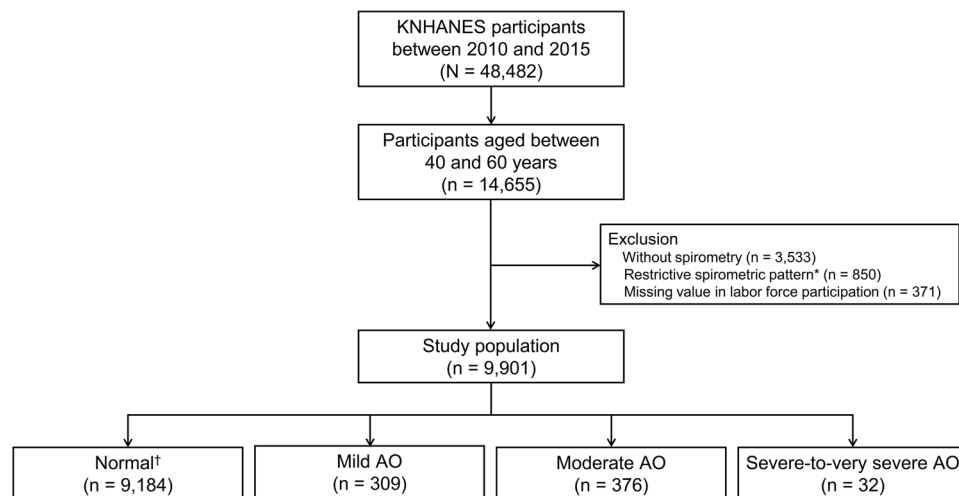 KNHANES participants
between 2010 and 2015
(N = 48,482)
Participants aged between
40 and 60 years
(n = 14,655)
Exclusion
Without spirometry (n = 3,533)
Restrictive spirometric pattern* (n = 850)
Missing value in labor force participation (n = 371)
Study population
(n = 9,901)
Normal†
(n = 9,184)
Mild AO
(n = 309)
Moderate AO
(n = 376)
Severe-to-very severe AO
(n = 32)